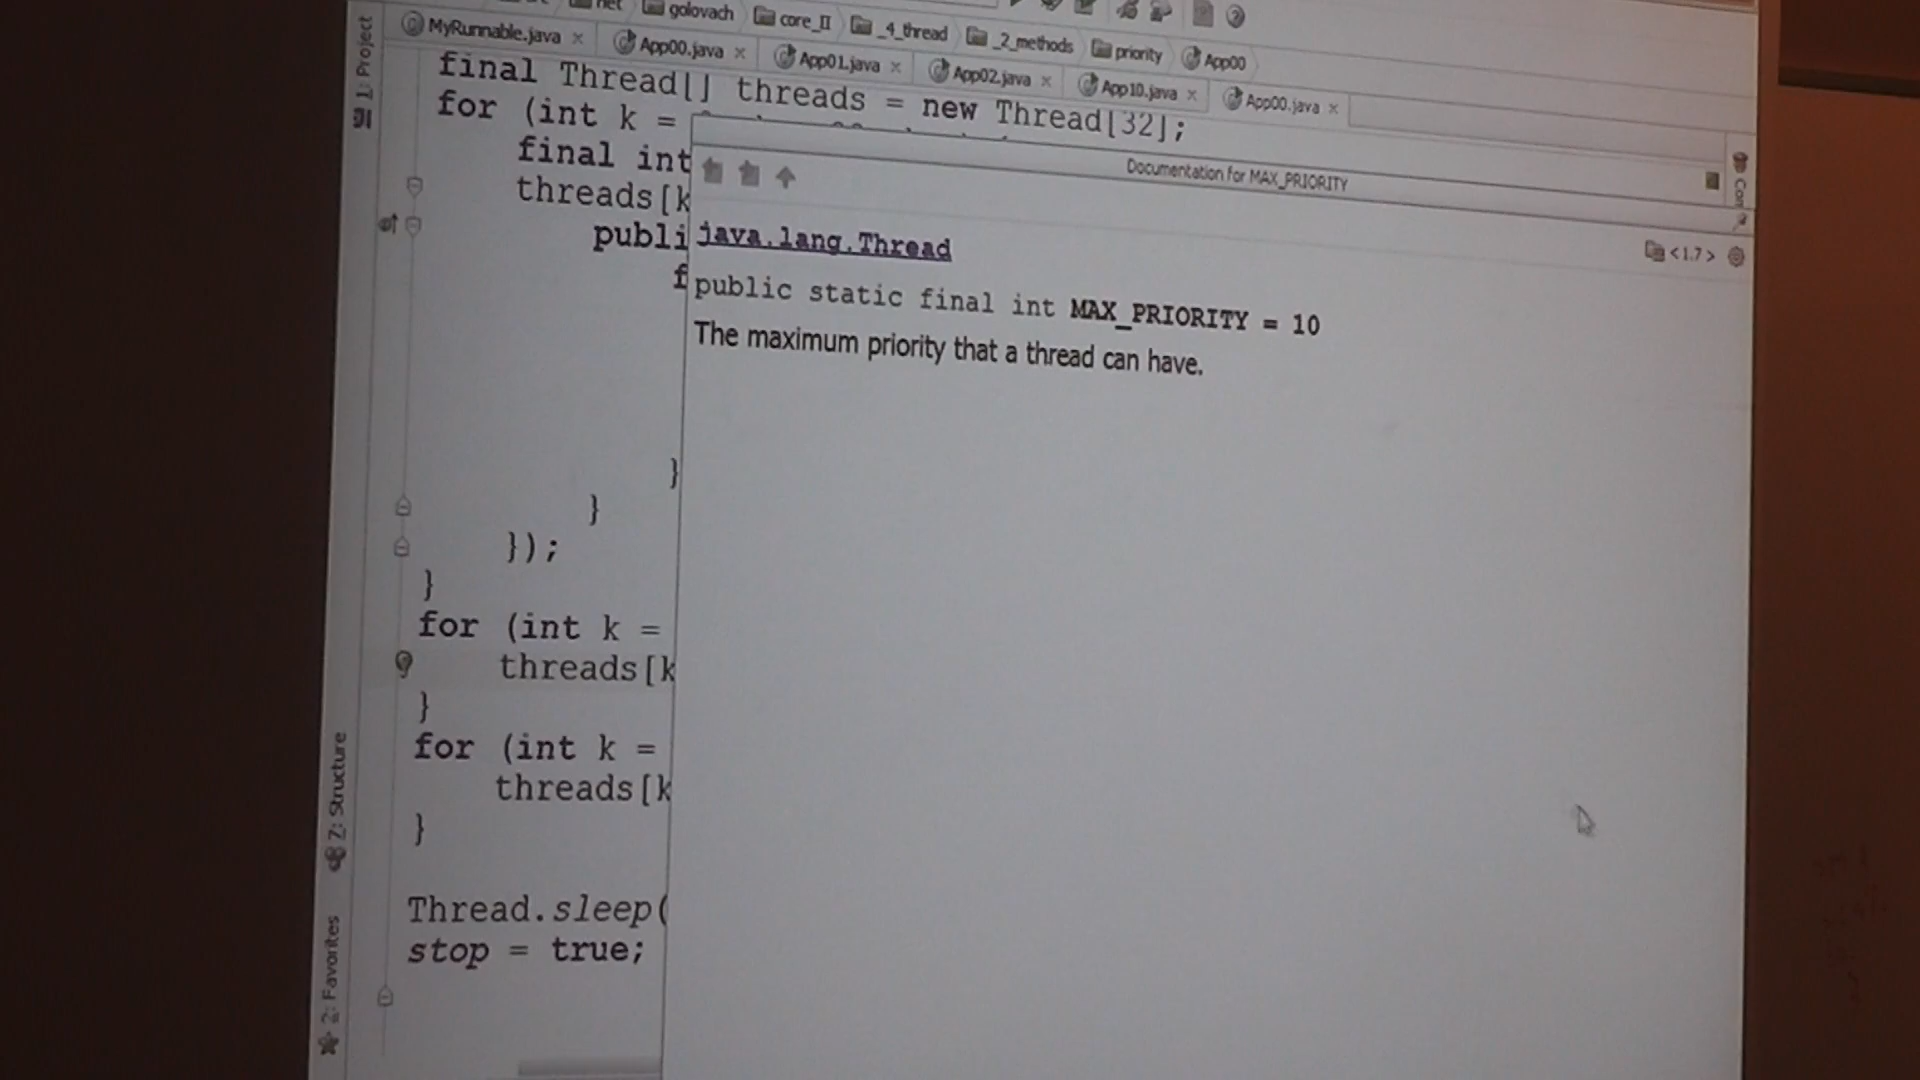 net golovach core_II _4_thread _2_methods priority App00
MyRunnable.java App00.java App01.java App02.java App10.java App00.java
1: Project
final Thread[] threads = new Thread[32];
for (int k =
final int
threads[k
publi
f
}
}
});
}
for (int k =
threads[k
}
for (int k =
threads[k
}
Thread.sleep(
stop = true;
Documentation for MAX_PRIORITY
java.lang.Thread
<1.7>
public static final int MAX_PRIORITY = 10
The maximum priority that a thread can have.
7: Structure
2: Favorites